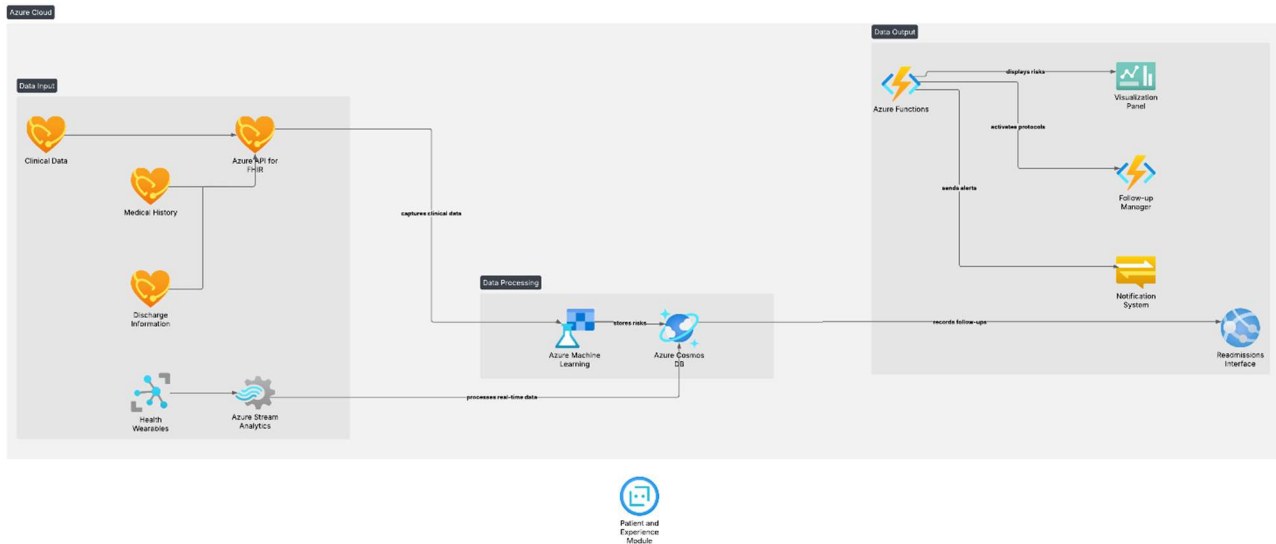 Azure Cloud
Data Output
displays risks
Azure Functions
Visualization
Panel
activates protocols
Follow-up
Manager
sends alerts
Notification
System
Readmissions
Interface
Data Input
Clinical Data
Azure API for
FHIR
Medical History
Discharge
Information
Health
Wearables
Azure Stream
Analytics
captures clinical data
processes real-time data
Data Processing
stores risks
Azure Machine
Learning
Azure Cosmos
DB
records follow-ups
Patient and
Experience
Module